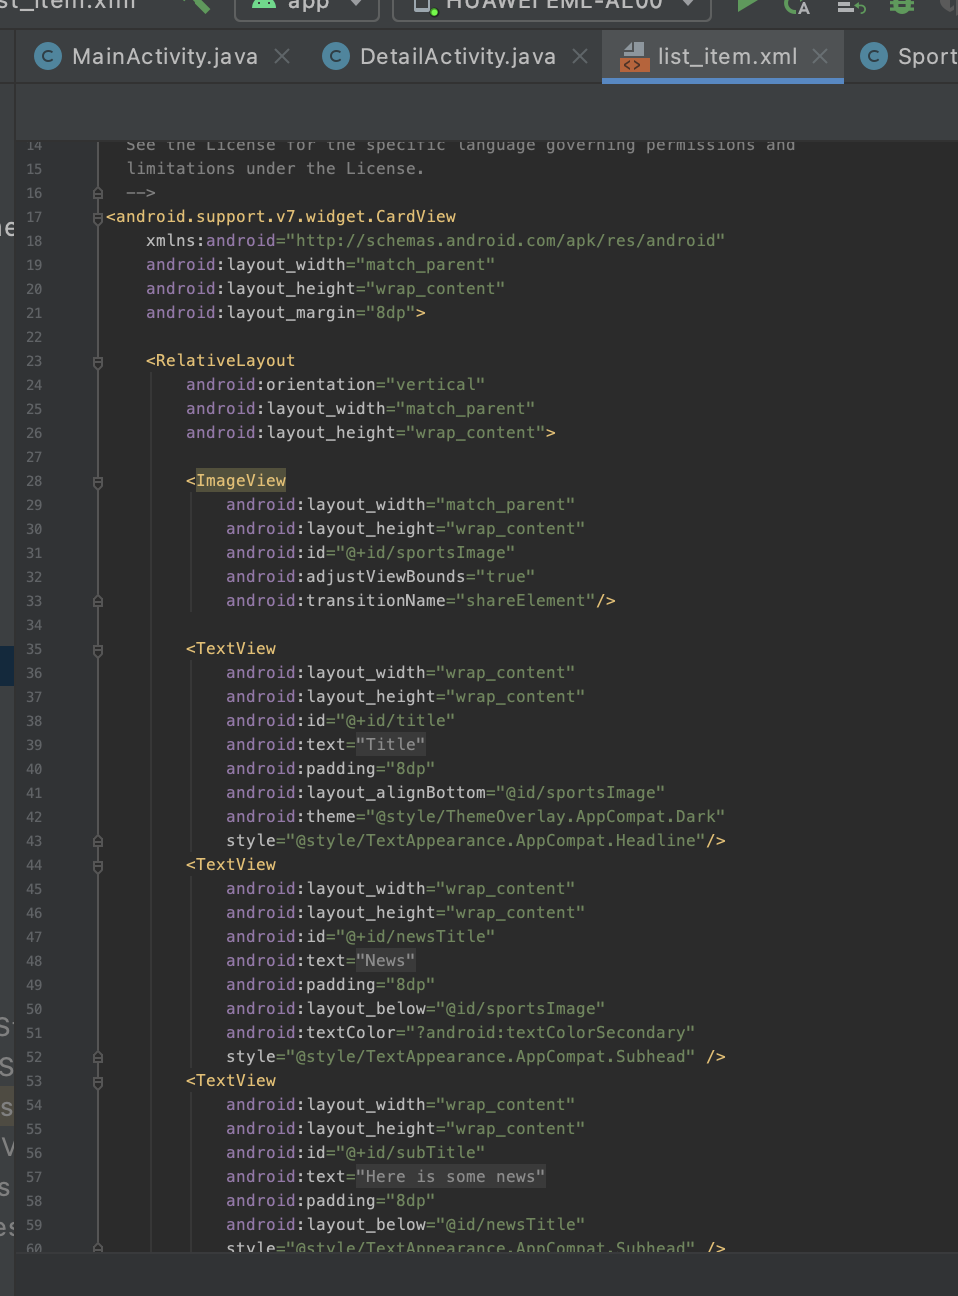 app
HUAWEI EML-AL00
MainActivity.java
DetailActivity.java
list_item.xml
Sport
14 See the License for the specific language governing permissions and
15 limitations under the License.
16 -->
17 <android.support.v7.widget.CardView
18 xmlns:android="http://schemas.android.com/apk/res/android"
19 android:layout_width="match_parent"
20 android:layout_height="wrap_content"
21 android:layout_margin="8dp">
22
23 <RelativeLayout
24 android:orientation="vertical"
25 android:layout_width="match_parent"
26 android:layout_height="wrap_content">
27
28 <ImageView
29 android:layout_width="match_parent"
30 android:layout_height="wrap_content"
31 android:id="@+id/sportsImage"
32 android:adjustViewBounds="true"
33 android:transitionName="shareElement"/>
34
35 <TextView
36 android:layout_width="wrap_content"
37 android:layout_height="wrap_content"
38 android:id="@+id/title"
39 android:text="Title"
40 android:padding="8dp"
41 android:layout_alignBottom="@id/sportsImage"
42 android:theme="@style/ThemeOverlay.AppCompat.Dark"
43 style="@style/TextAppearance.AppCompat.Headline"/>
44 <TextView
45 android:layout_width="wrap_content"
46 android:layout_height="wrap_content"
47 android:id="@+id/newsTitle"
48 android:text="News"
49 android:padding="8dp"
50 android:layout_below="@id/sportsImage"
51 android:textColor="?android:textColorSecondary"
52 style="@style/TextAppearance.AppCompat.Subhead" />
53 <TextView
54 android:layout_width="wrap_content"
55 android:layout_height="wrap_content"
56 android:id="@+id/subTitle"
57 android:text="Here is some news"
58 android:padding="8dp"
59 android:layout_below="@id/newsTitle"
60 style="@style/TextAppearance.AppCompat.Subhead" />